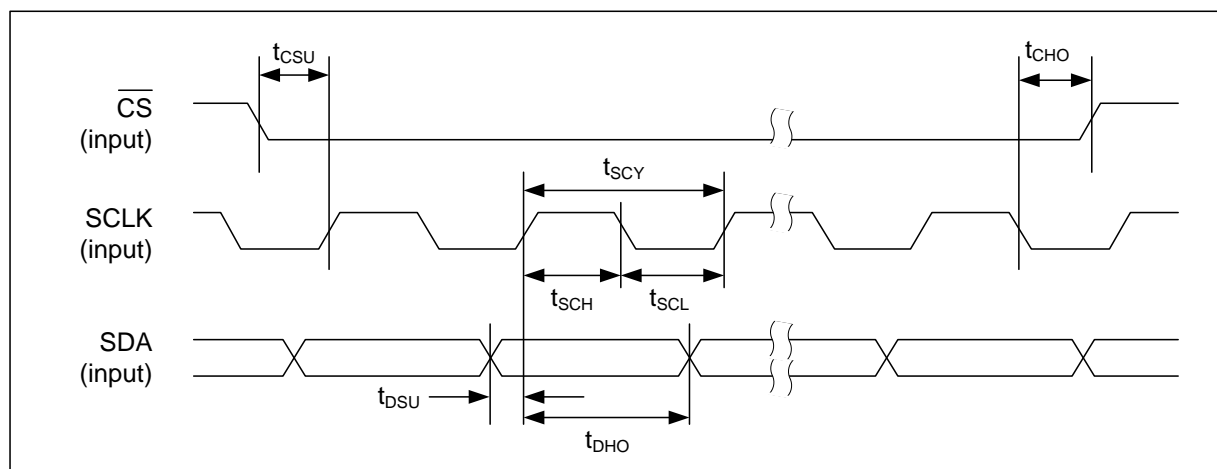 tCSU
tCHO
CS
(input)
tSCY
SCLK
(input)
tSCH
tSCL
SDA
(input)
tDSU
tDHO